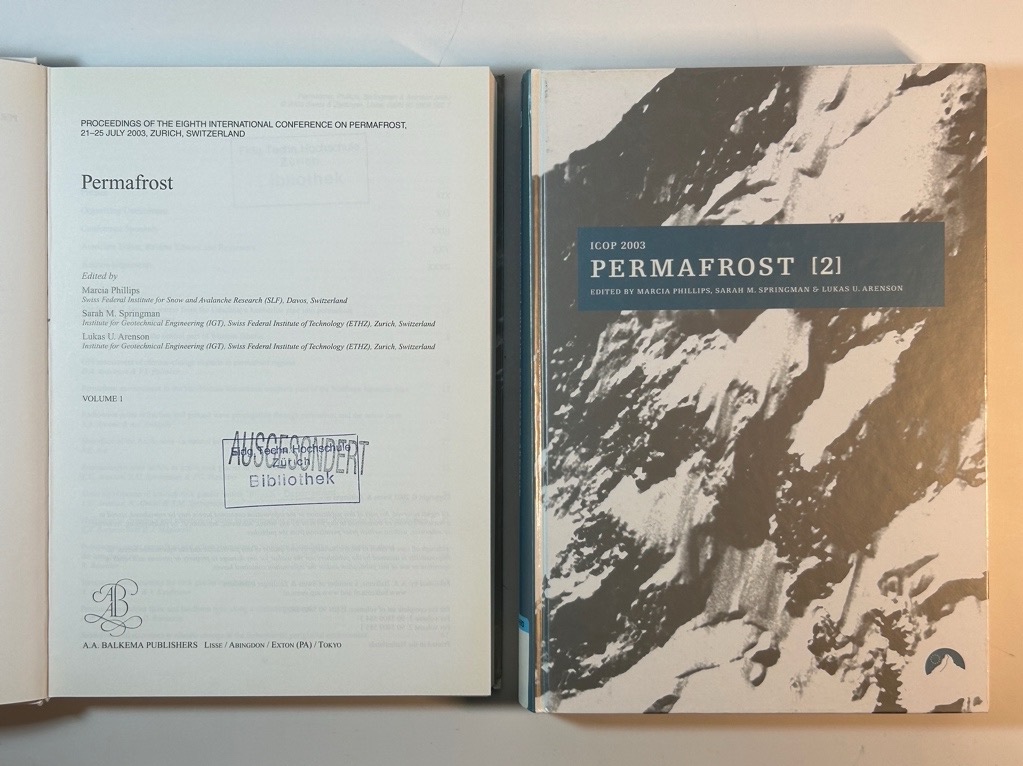 PROCEEDINGS OF THE EIGHTH INTERNATIONAL CONFERENCE ON PERMAFROST,
21–25 JULY 2003, ZURICH, SWITZERLAND
Permafrost
Edited by
Marcia Phillips
Swiss Federal Institute for Snow and Avalanche Research (SLF), Davos, Switzerland
Sarah M. Springman
Institute for Geotechnical Engineering (IGT), Swiss Federal Institute of Technology (ETHZ), Zurich, Switzerland
Lukas U. Arenson
Institute for Geotechnical Engineering (IGT), Swiss Federal Institute of Technology (ETHZ), Zurich, Switzerland
VOLUME 1
AUSGESONDERT
Eidg. Techn. Hochschule
Zürich
Bibliothek
AB
A.A. BALKEMA PUBLISHERS LISSE / ABINGDON / EXTON (PA) / TOKYO
ICOP 2003
PERMAFROST [2]
EDITED BY MARCIA PHILLIPS, SARAH M. SPRINGMAN & LUKAS U. ARENSON